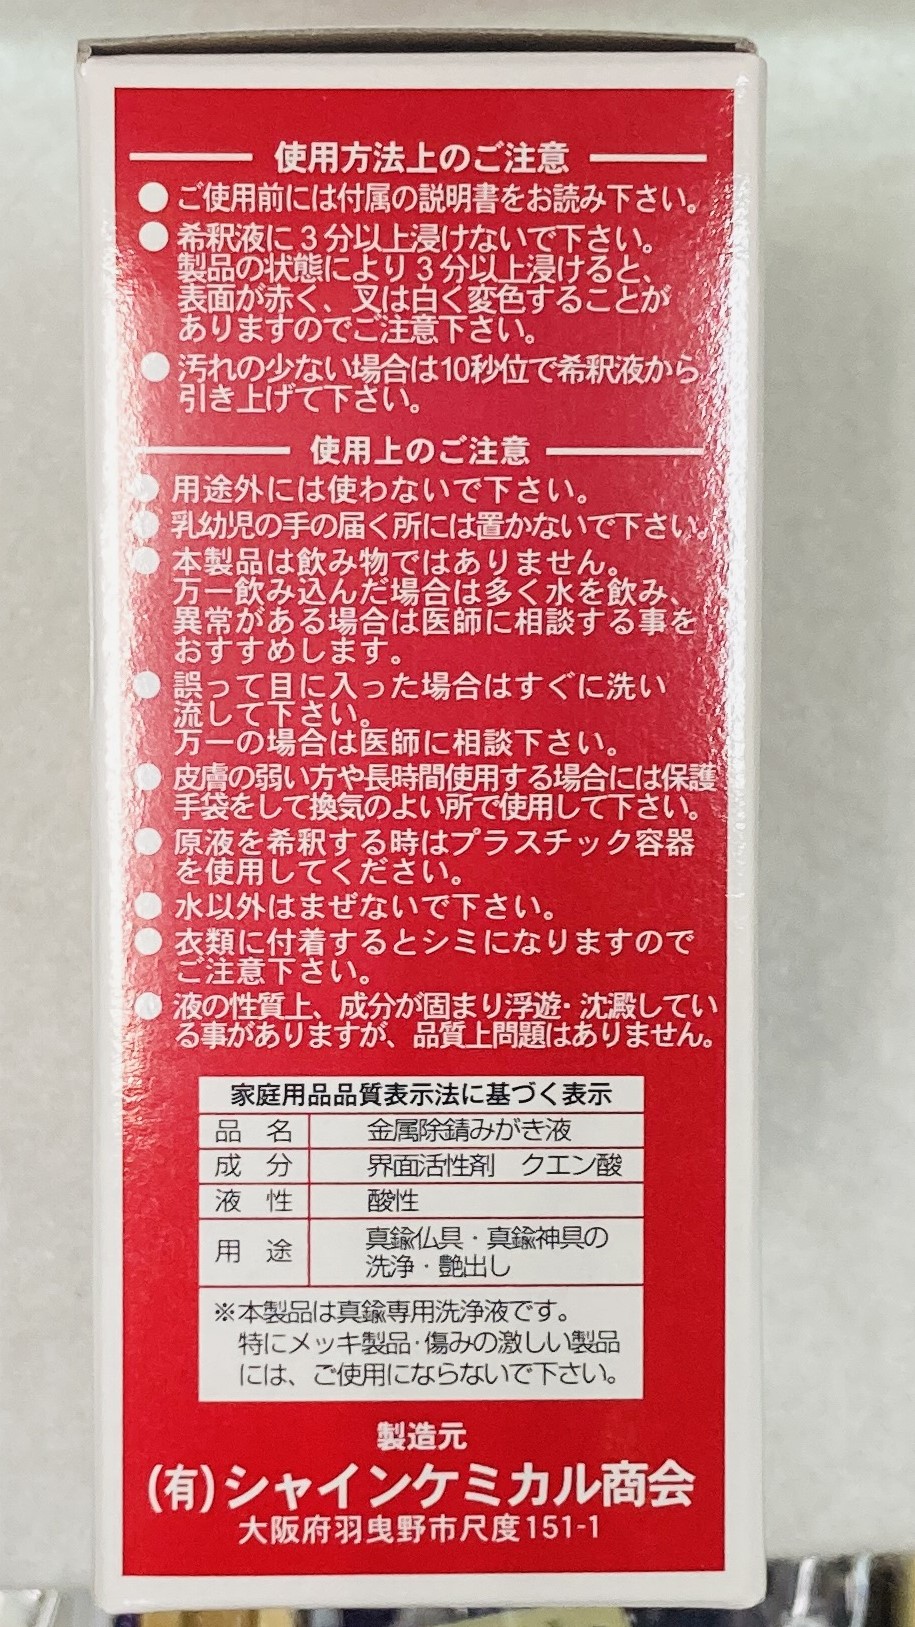 使用方法上のご注意
●ご使用前には付属の説明書をお読み下さい。
●希釈液に3分以上浸けないで下さい。
製品の状態により3分以上浸けると、
表面が赤く、又は白く変色することが
ありますのでご注意下さい。
●汚れの少ない場合は10秒位で希釈液から
引き上げて下さい。
使用上のご注意
●用途外には使わないで下さい。
●乳幼児の手の届く所には置かないで下さい。
●本製品は飲み物ではありません。
万一飲み込んだ場合は多く水を飲み、
異常がある場合は医師に相談する事を
おすすめします。
●誤って目に入った場合はすぐに洗い
流して下さい。
万一の場合は医師に相談下さい。
●皮膚の弱い方や長時間使用する場合には保護
手袋をして換気のよい所で使用して下さい。
●原液を希釈する時はプラスチック容器
を使用してください。
●水以外はまぜないで下さい。
●衣類に付着するとシミになりますので
ご注意下さい。
●液の性質上、成分が固まり浮遊・沈澱してい
る事がありますが、品質上問題はありません。
家庭用品品質表示法に基づく表示
品 名 金属除錆みがき液
成 分 界面活性剤 クエン酸
液 性 酸性
用 途 真鍮仏具・真鍮神具の
洗浄・艶出し
※本製品は真鍮専用洗浄液です。
特にメッキ製品・傷みの激しい製品
には、ご使用にならないで下さい。
製造元
(有)シャインケミカル商会
大阪府羽曳野市尺度151-1